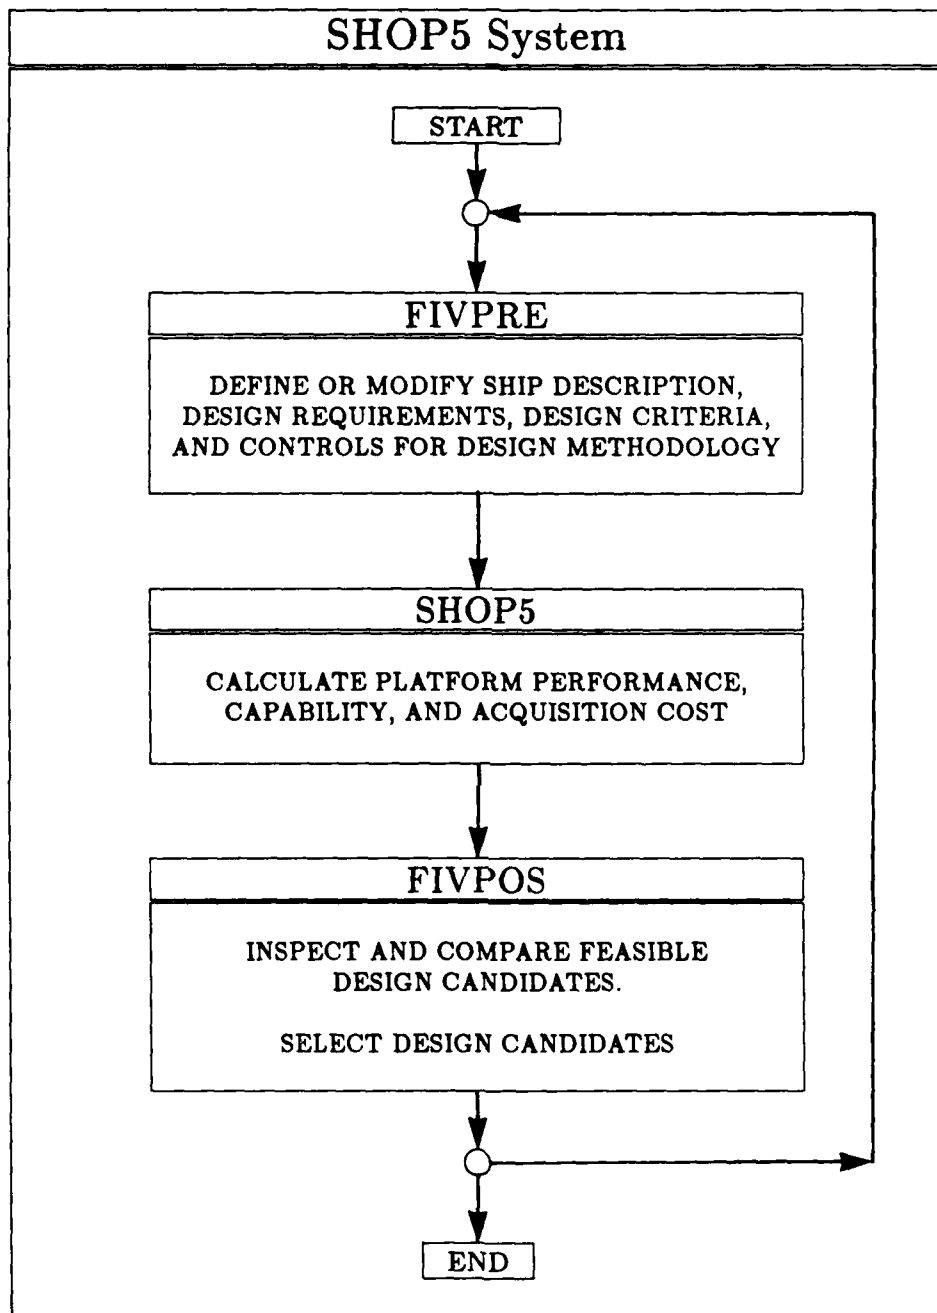 SHOP5 System
START
FIVPRE
DEFINE OR MODIFY SHIP DESCRIPTION,
DESIGN REQUIREMENTS, DESIGN CRITERIA,
AND CONTROLS FOR DESIGN METHODOLOGY
SHOP5
CALCULATE PLATFORM PERFORMANCE,
CAPABILITY, AND ACQUISITION COST
FIVPOS
INSPECT AND COMPARE FEASIBLE
DESIGN CANDIDATES.
SELECT DESIGN CANDIDATES
END